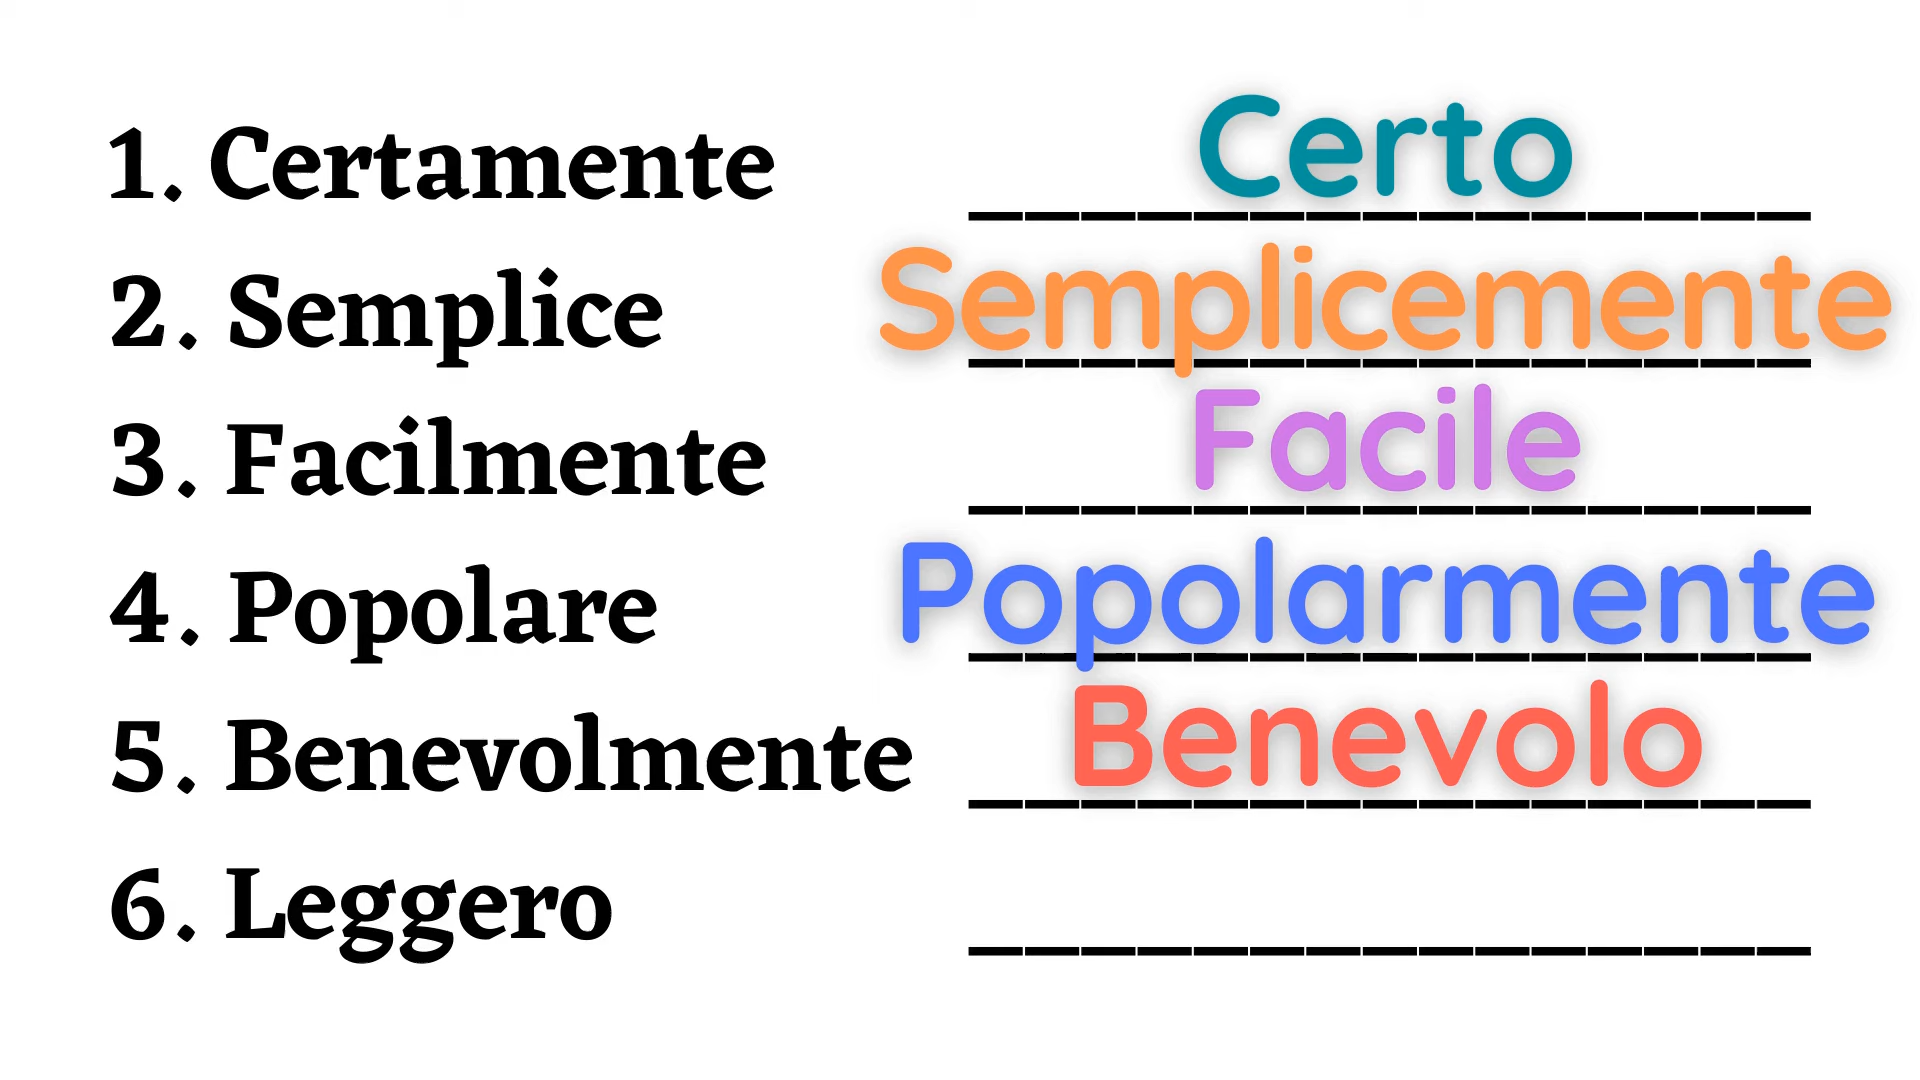 1. Certamente Certo
2. Semplice Semplicemente
3. Facilmente Facile
4. Popolare Popolarmente
5. Benevolmente Benevolo
6. Leggero